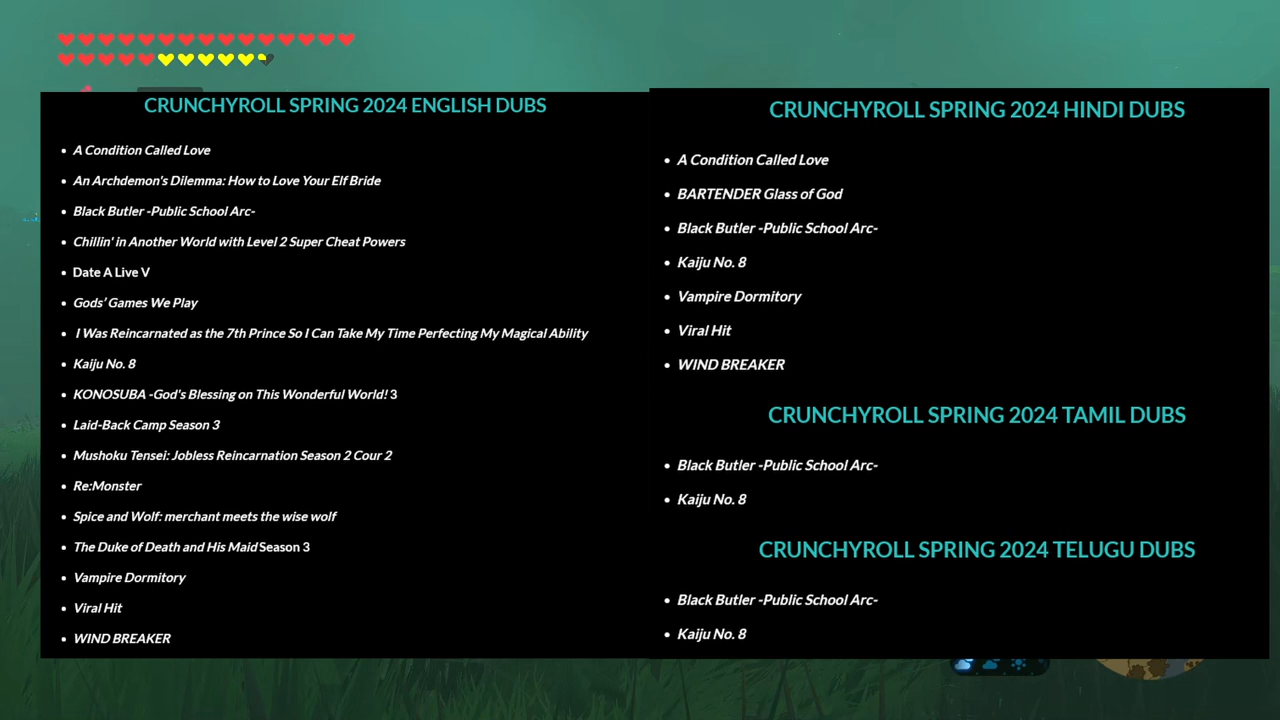 CRUNCHYROLL SPRING 2024 ENGLISH DUBS
• A Condition Called Love
• An Archdemon's Dilemma: How to Love Your Elf Bride
• Black Butler -Public School Arc-
• Chillin' in Another World with Level 2 Super Cheat Powers
• Date A Live V
• Gods' Games We Play
• I Was Reincarnated as the 7th Prince So I Can Take My Time Perfecting My Magical Ability
• Kaiju No. 8
• KONOSUBA -God's Blessing on This Wonderful World! 3
• Laid-Back Camp Season 3
• Mushoku Tensei: Jobless Reincarnation Season 2 Cour 2
• Re:Monster
• Spice and Wolf: merchant meets the wise wolf
• The Duke of Death and His Maid Season 3
• Vampire Dormitory
• Viral Hit
• WIND BREAKER
CRUNCHYROLL SPRING 2024 HINDI DUBS
• A Condition Called Love
• BARTENDER Glass of God
• Black Butler -Public School Arc-
• Kaiju No. 8
• Vampire Dormitory
• Viral Hit
• WIND BREAKER
CRUNCHYROLL SPRING 2024 TAMIL DUBS
• Black Butler -Public School Arc-
• Kaiju No. 8
CRUNCHYROLL SPRING 2024 TELUGU DUBS
• Black Butler -Public School Arc-
• Kaiju No. 8